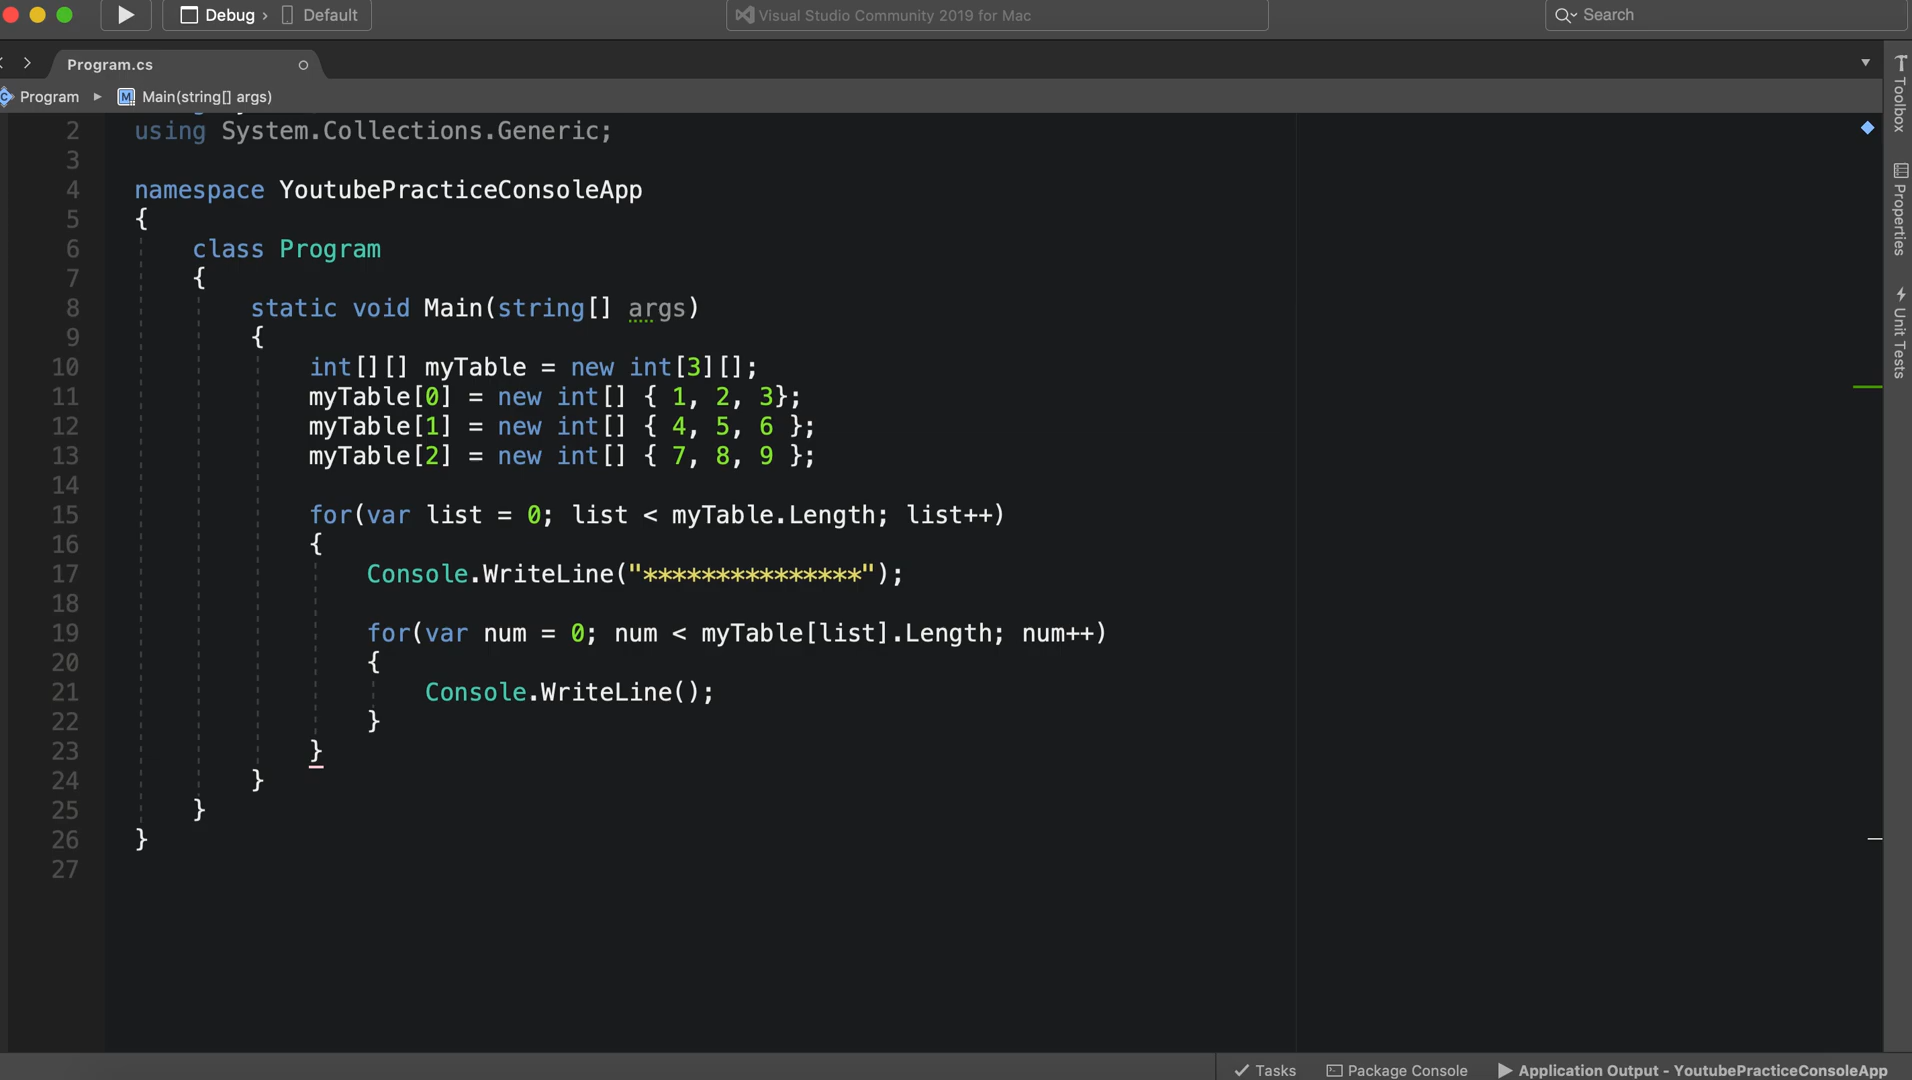 Debug › Default
Visual Studio Community 2019 for Mac
Search
Program.cs
Program ▸ M Main(string[] args)
Toolbox
Properties
Unit Tests
2 using System.Collections.Generic;
3
4 namespace YoutubePracticeConsoleApp
5 {
6 class Program
7 {
8 static void Main(string[] args)
9 {
10 int[][] myTable = new int[3][];
11 myTable[0] = new int[] { 1, 2, 3};
12 myTable[1] = new int[] { 4, 5, 6 };
13 myTable[2] = new int[] { 7, 8, 9 };
14
15 for(var list = 0; list < myTable.Length; list++)
16 {
17 Console.WriteLine("***************");
18
19 for(var num = 0; num < myTable[list].Length; num++)
20 {
21 Console.WriteLine();
22 }
23 }
24 }
25 }
26 }
27
Tasks Package Console Application Output - YoutubePracticeConsoleApp